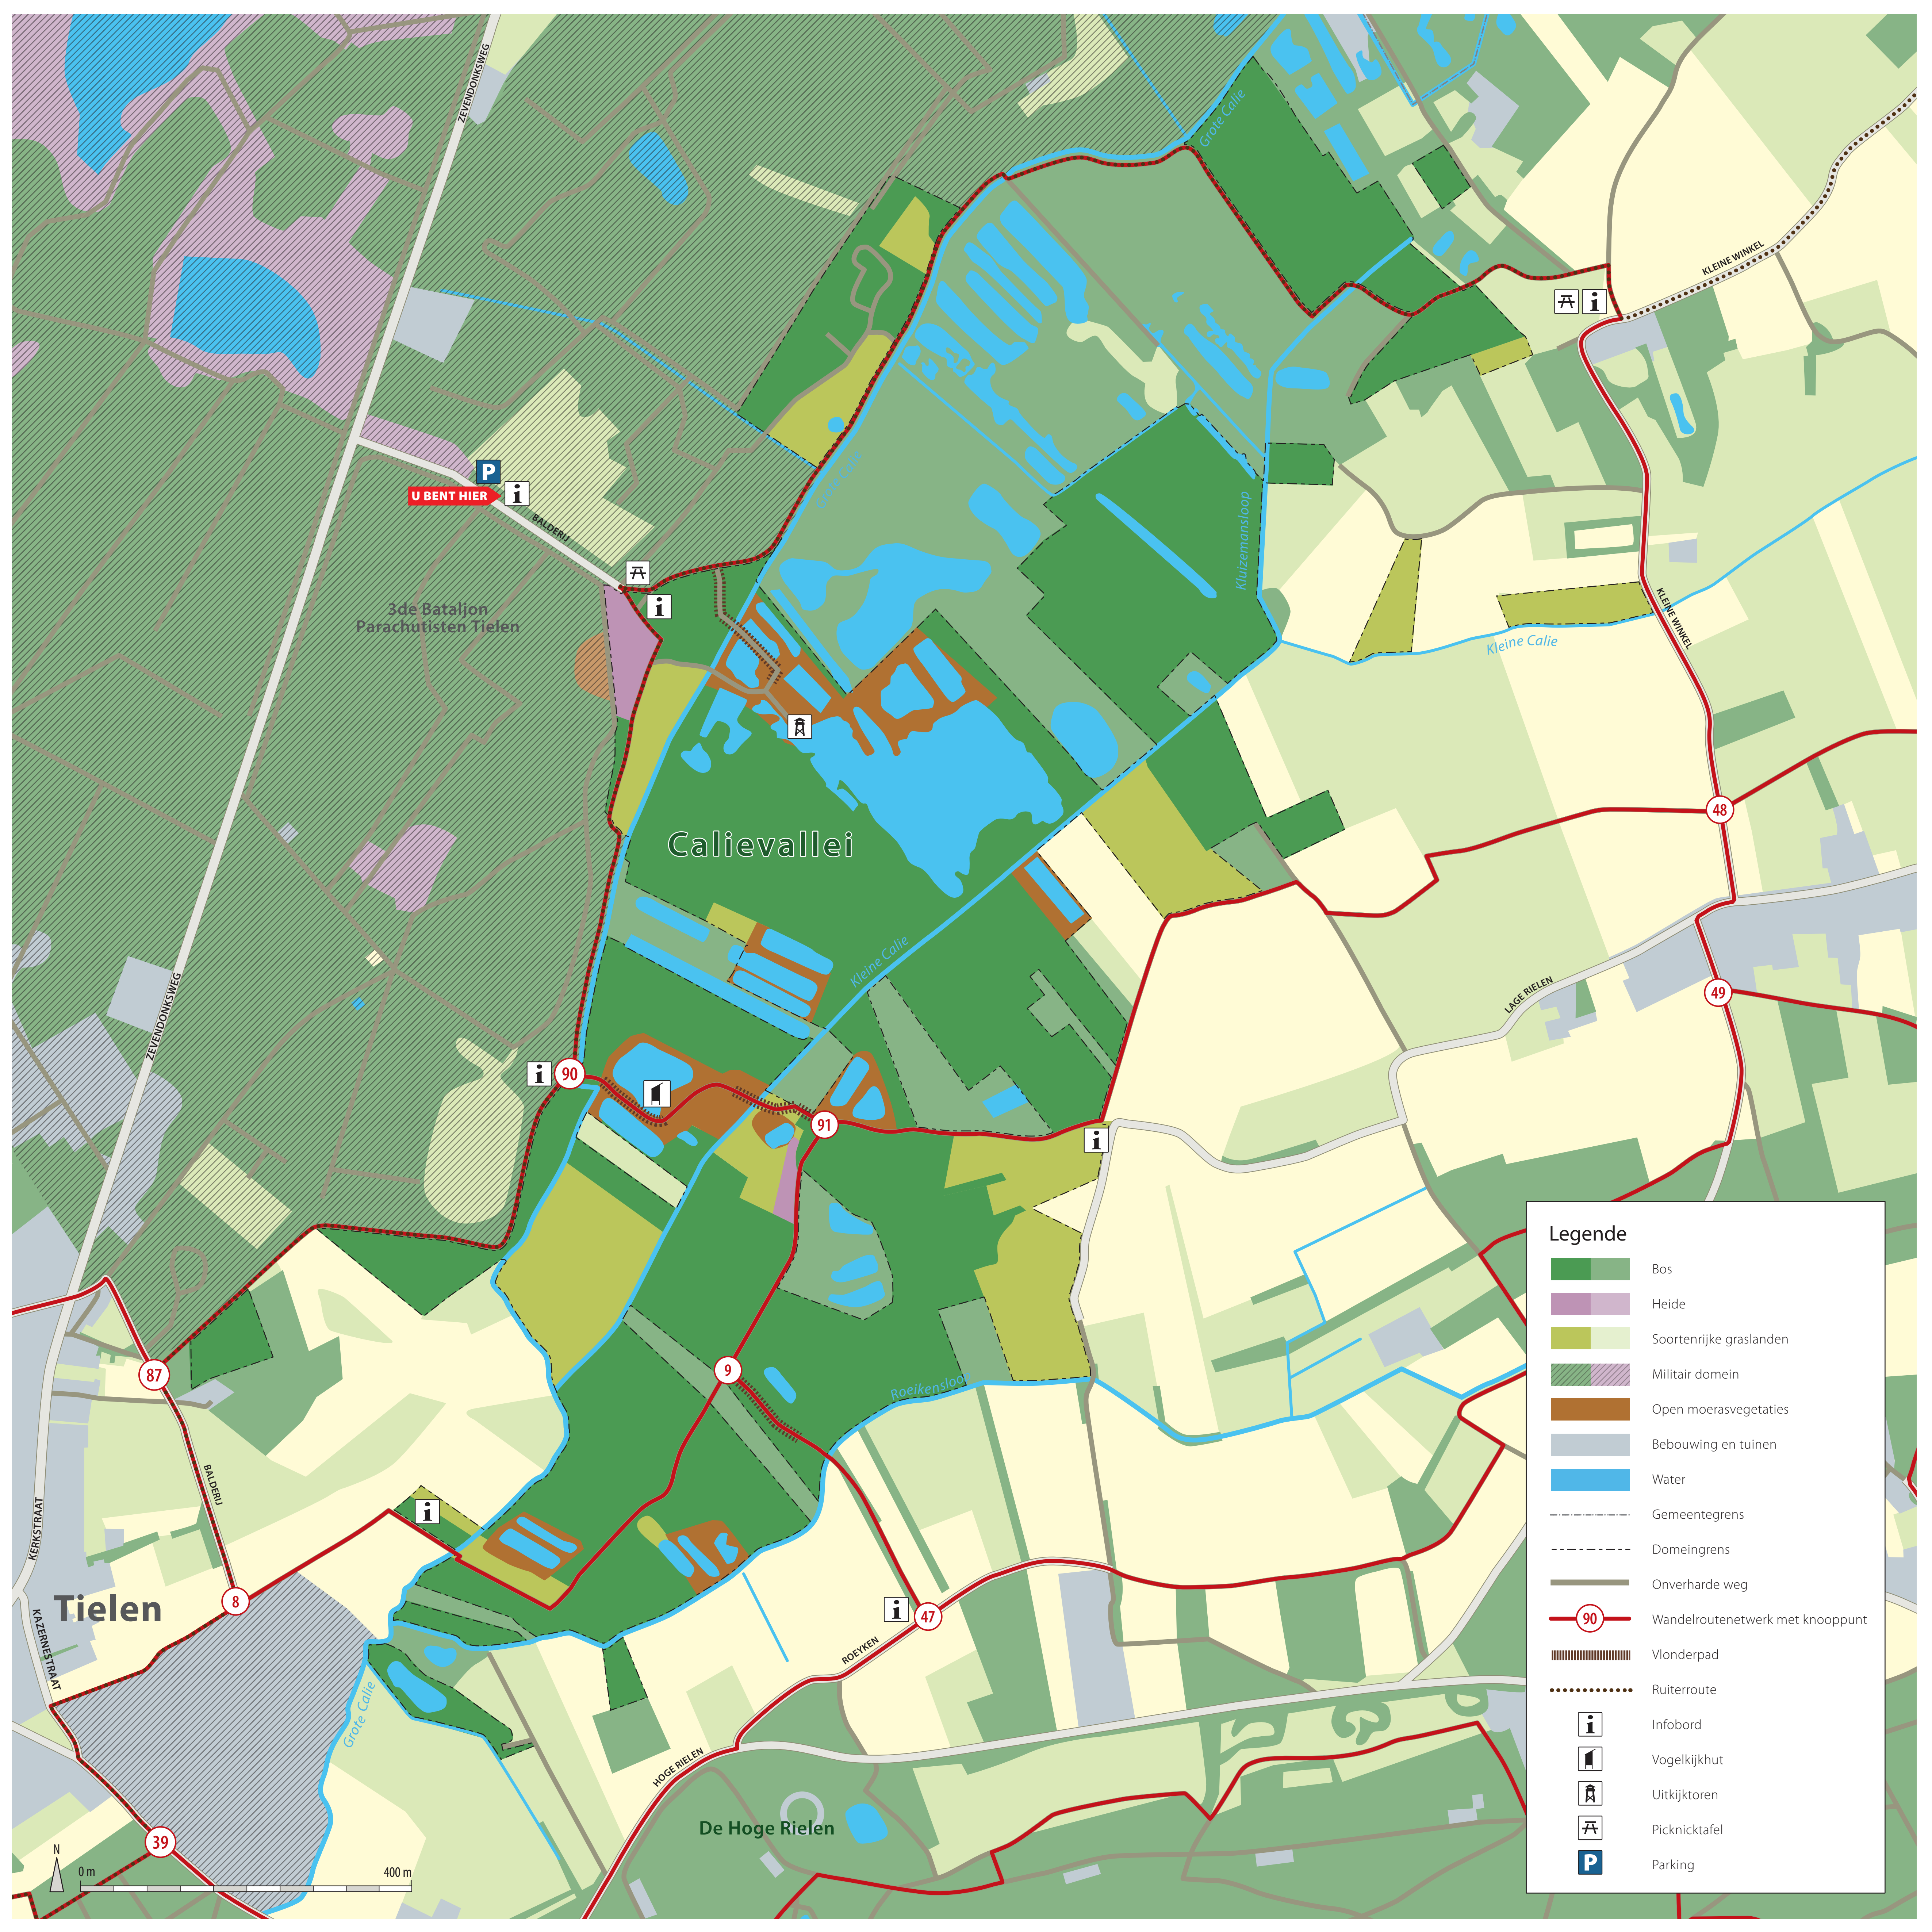 ZEVENDONKSWEG
Grote Calie
KLEINE WINKEL
P
U BENT HIER
i
BALDERIJ
i
i
Grote Calie
Kluizemansloop
3de Bataljon
Parachutisten Tielen
Kleine Calie
KLEINE WINKEL
48
Calievallei
Kleine Calie
ZEVENDONKSWEG
LAGE RIELEN
49
i
90
91
i
87
9
Roeikensloop
BALDERIJ
i
KERKSTRAAT
Tielen
8
KAZERNESTRAAT
i
47
ROEYKEN
Grote Calie
HOGE RIELEN
De Hoge Rielen
39
N
0 m
400 m
Legende
Bos
Heide
Soortenrijke graslanden
Militair domein
Open moerasvegetaties
Bebouwing en tuinen
Water
Gemeentegrens
Domeingrens
Onverharde weg
90
Wandelroutenetwerk met knooppunt
Vlonderpad
Ruiterroute
i
Infobord
Vogelkijkhut
Uitkijktoren
Picknicktafel
P
Parking